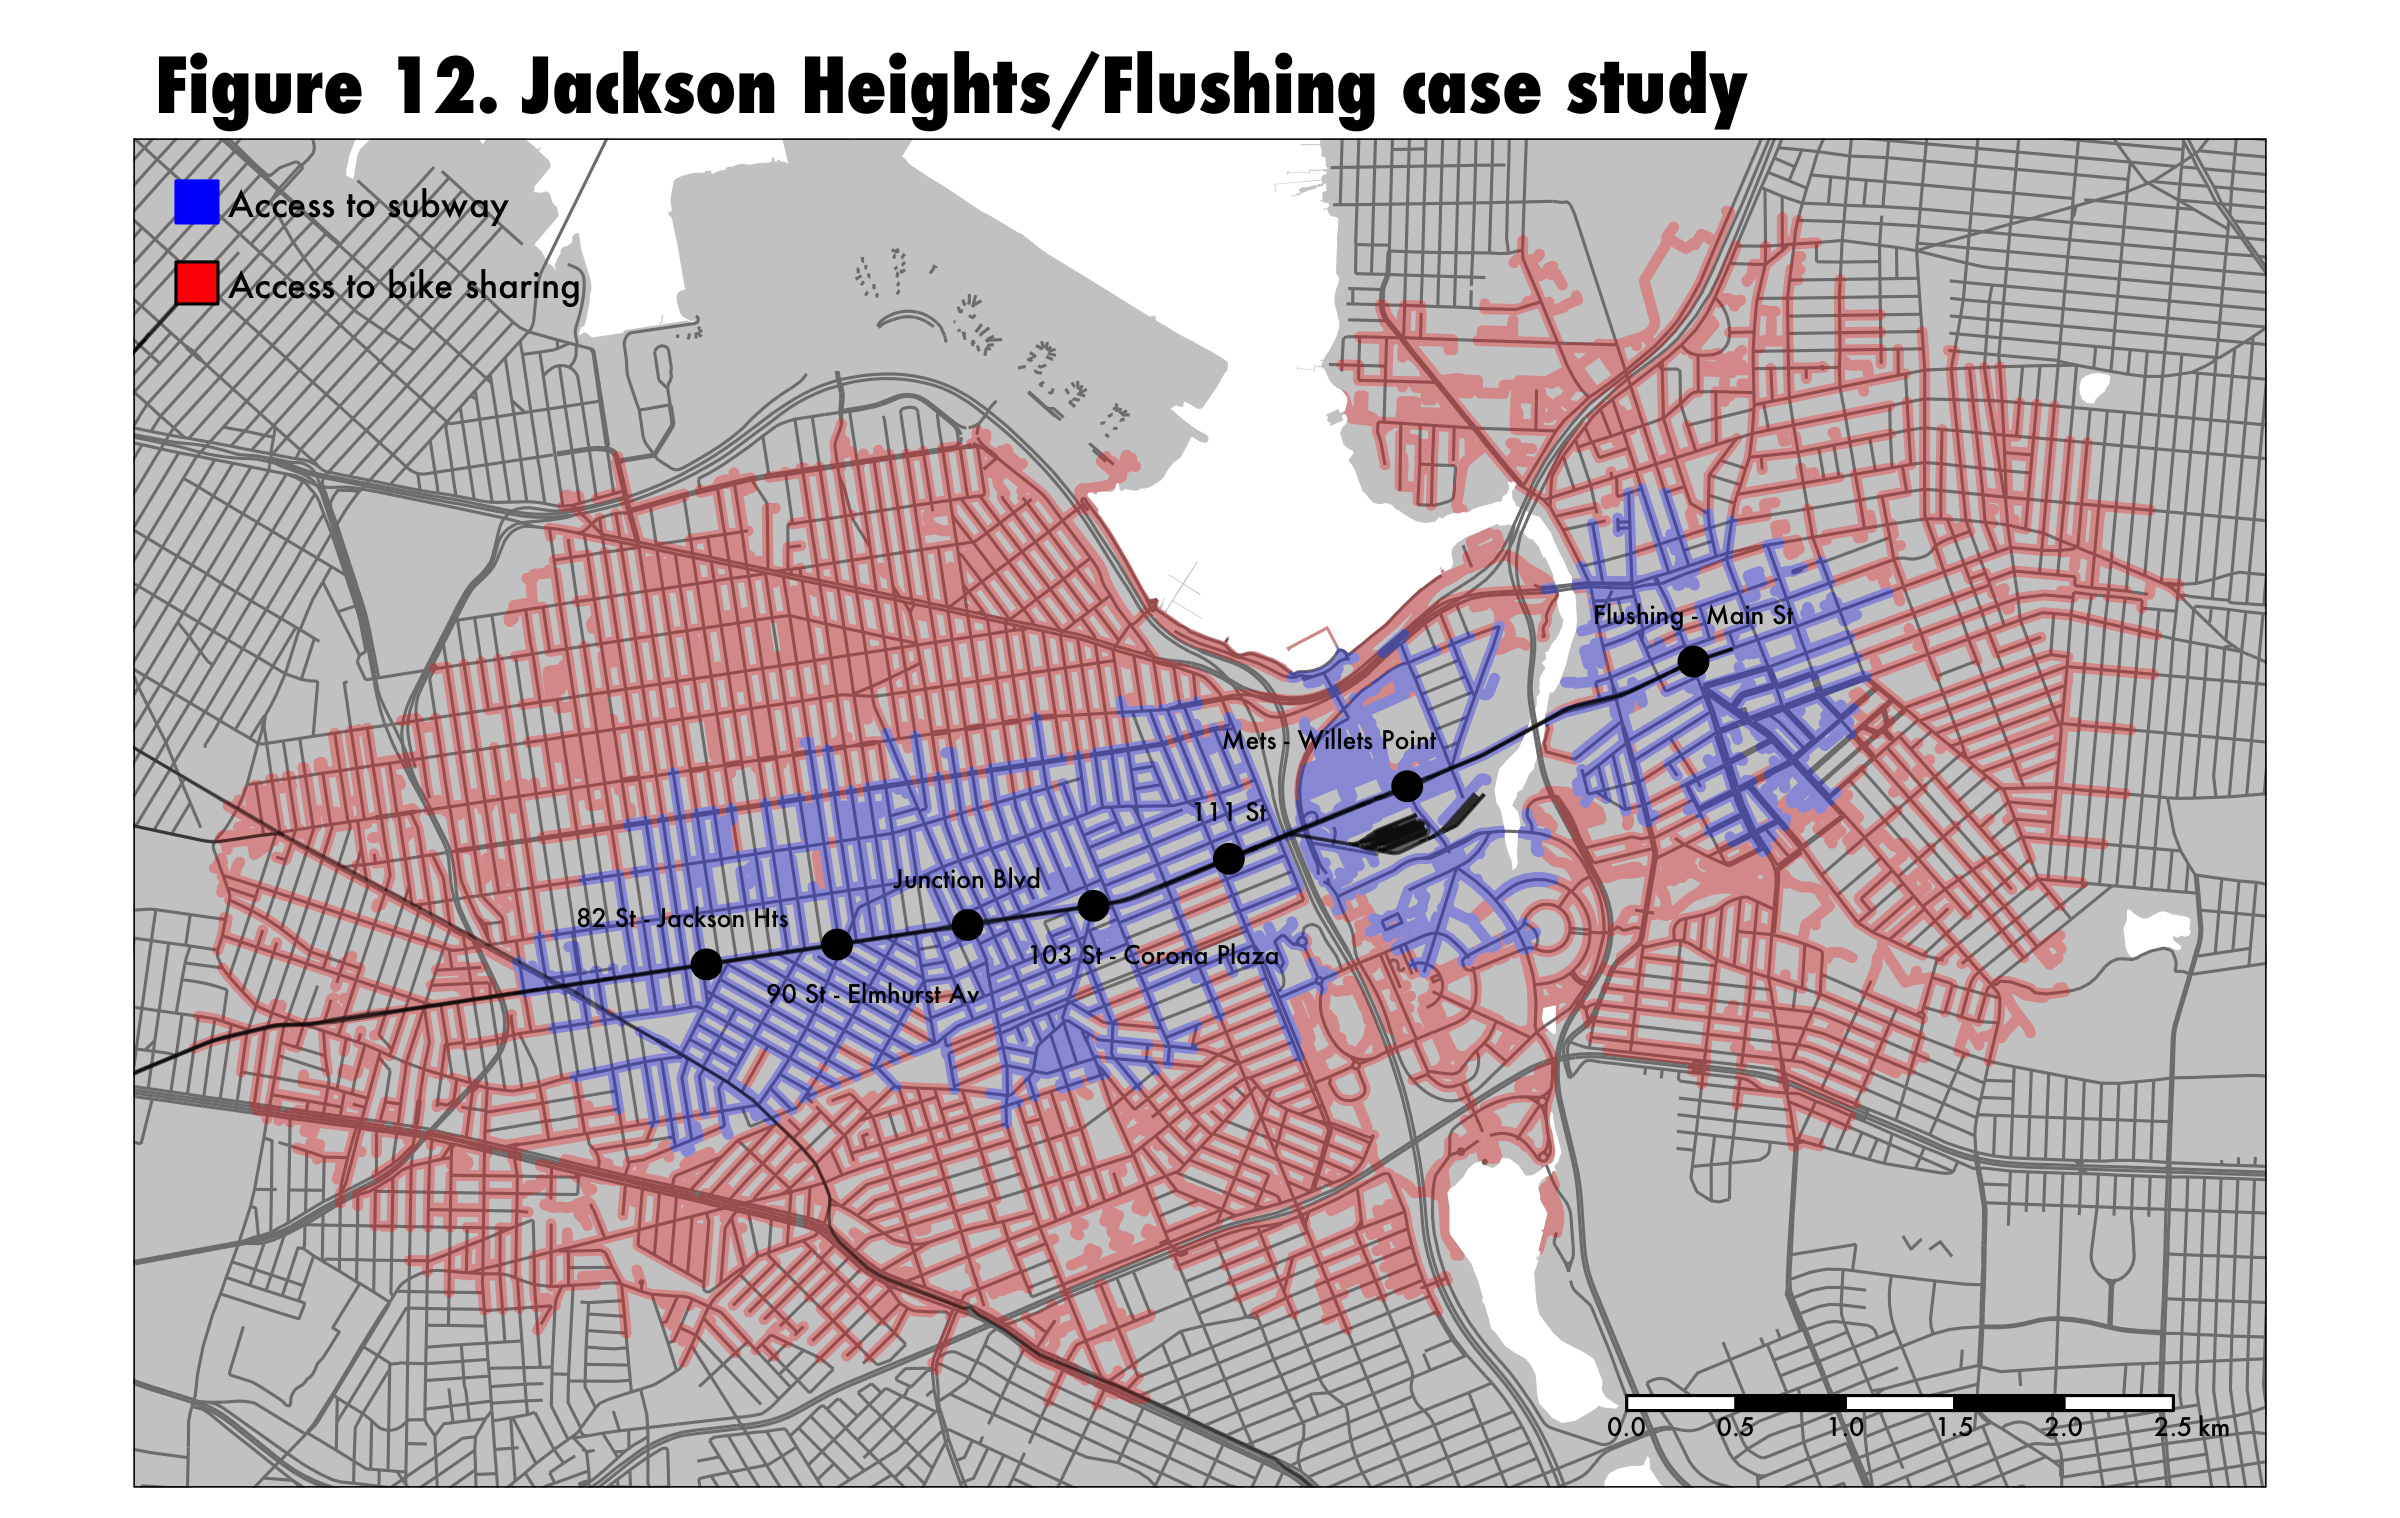 Figure 12. Jackson Heights/Flushing case study
Access to subway
Access to bike sharing
Flushing - Main St
Mets - Willets Point
111 St
Junction Blvd
82 St - Jackson Hts
103 St - Corona Plaza
90 St - Elmhurst Av
0.0 0.5 1.0 1.5 2.0 2.5 km